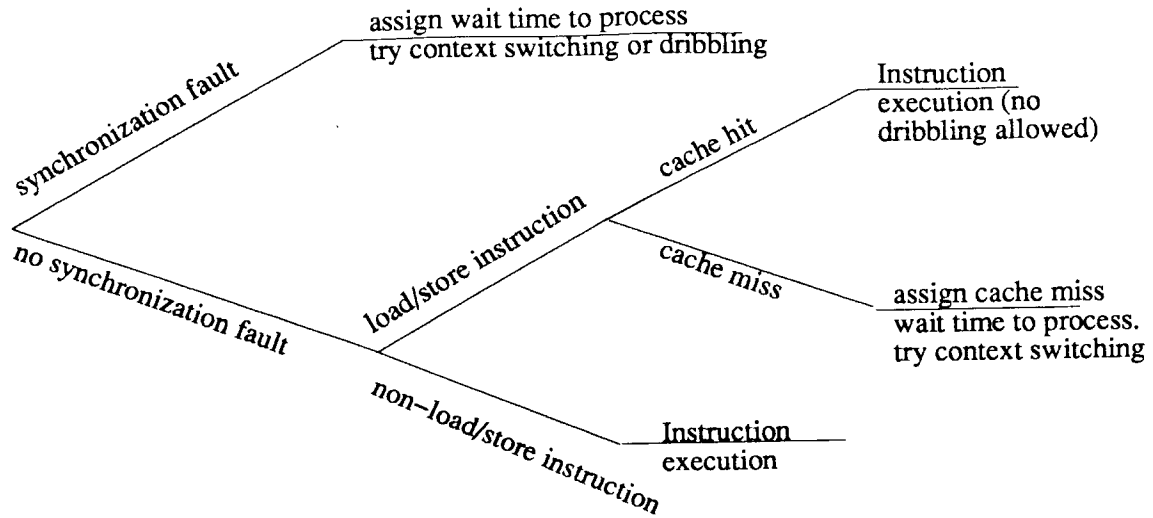 assign wait time to process
try context switching or dribbling
synchronization fault
Instruction
execution (no
dribbling allowed)
cache hit
load/store instruction
cache miss
no synchronization fault
assign cache miss
wait time to process.
try context switching
non-load/store instruction
Instruction
execution